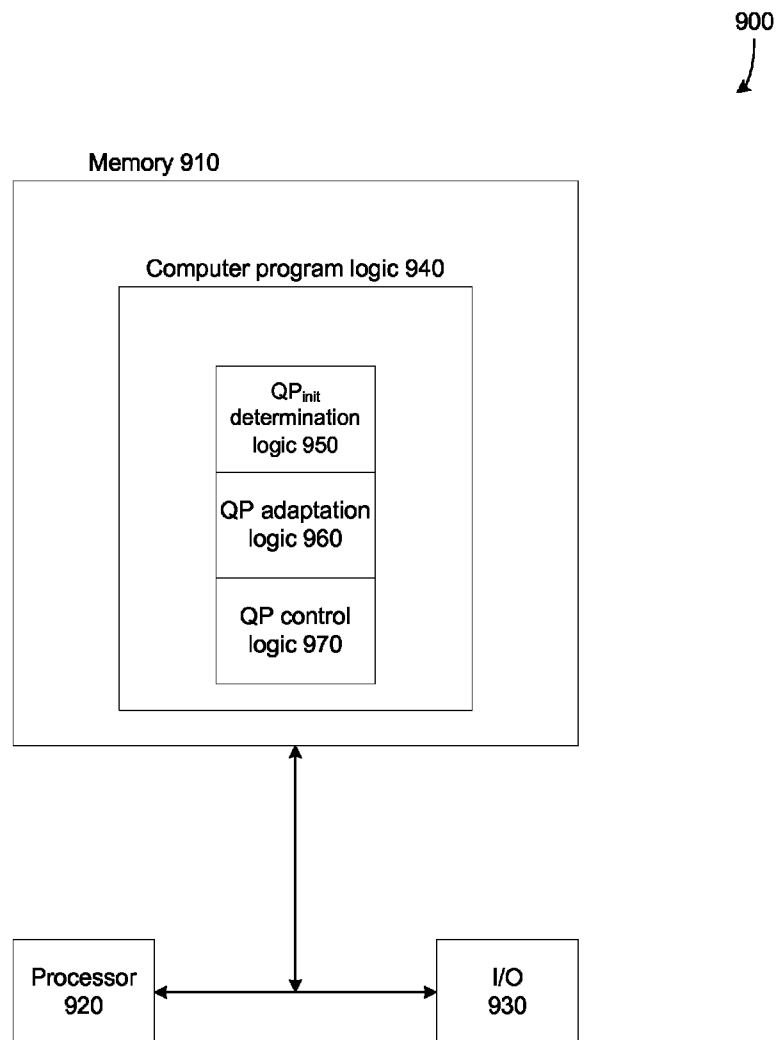 900
Memory 910
Computer program logic 940
QPinit
determination
logic 950
QP adaptation
logic 960
QP control
logic 970
Processor
920
I/O
930